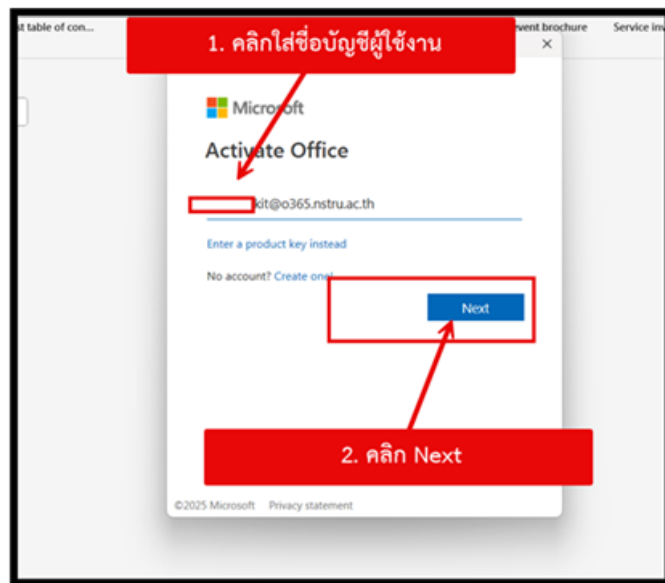 st table of con...
vent brochure
Service inv
1. คลิกใส่ชื่อบัญชีผู้ใช้งาน
Microsoft
Activate Office
kit@o365.nstru.ac.th
Enter a product key instead
No account? Create one!
Next
2. คลิก Next
©2025 Microsoft Privacy statement